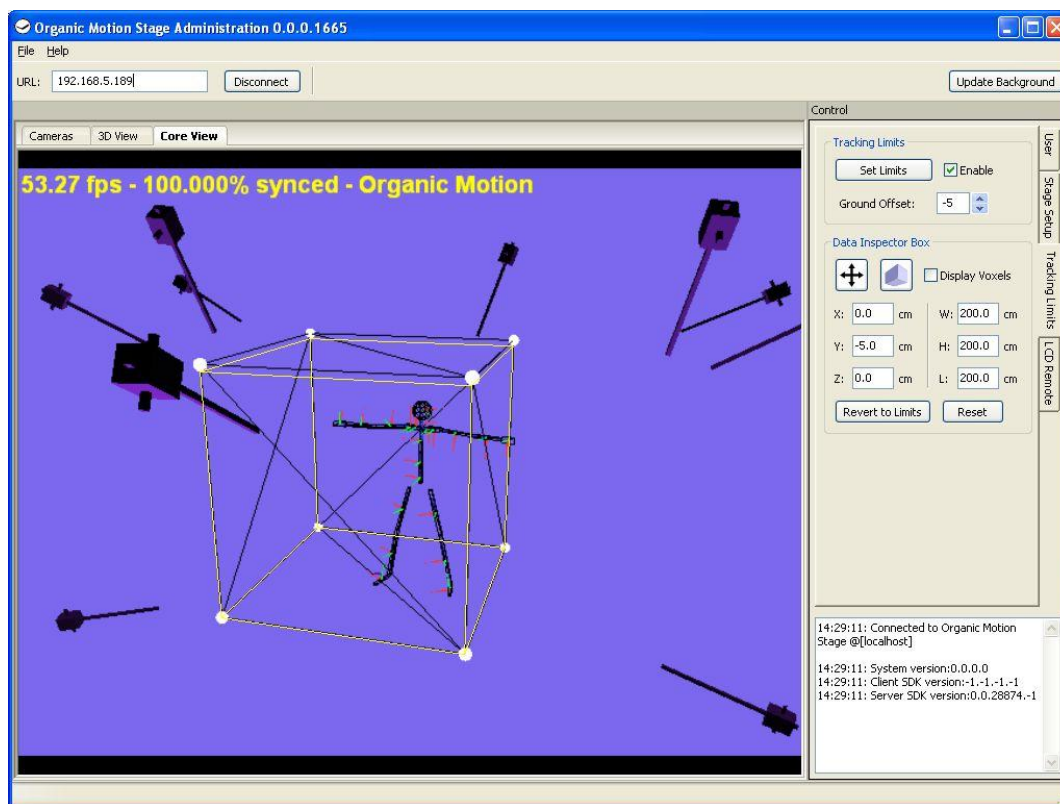 Organic Motion Stage Administration 0.0.0.1665
File Help
URL: 192.168.5.189 Disconnect Update Background
Control
Cameras 3D View Core View
53.27 fps - 100.000% synced - Organic Motion
Tracking Limits
Set Limits Enable
Ground Offset: -5
Data Inspector Box
Display Voxels
X: 0.0 cm W: 200.0 cm
Y: -5.0 cm H: 200.0 cm
Z: 0.0 cm L: 200.0 cm
Revert to Limits Reset
User
Stage Setup
Tracking Limits
LCD Remote
14:29:11: Connected to Organic Motion
Stage @[localhost]
14:29:11: System version:0.0.0.0
14:29:11: Client SDK version:-1.-1.-1.-1
14:29:11: Server SDK version:0.0.28874.-1